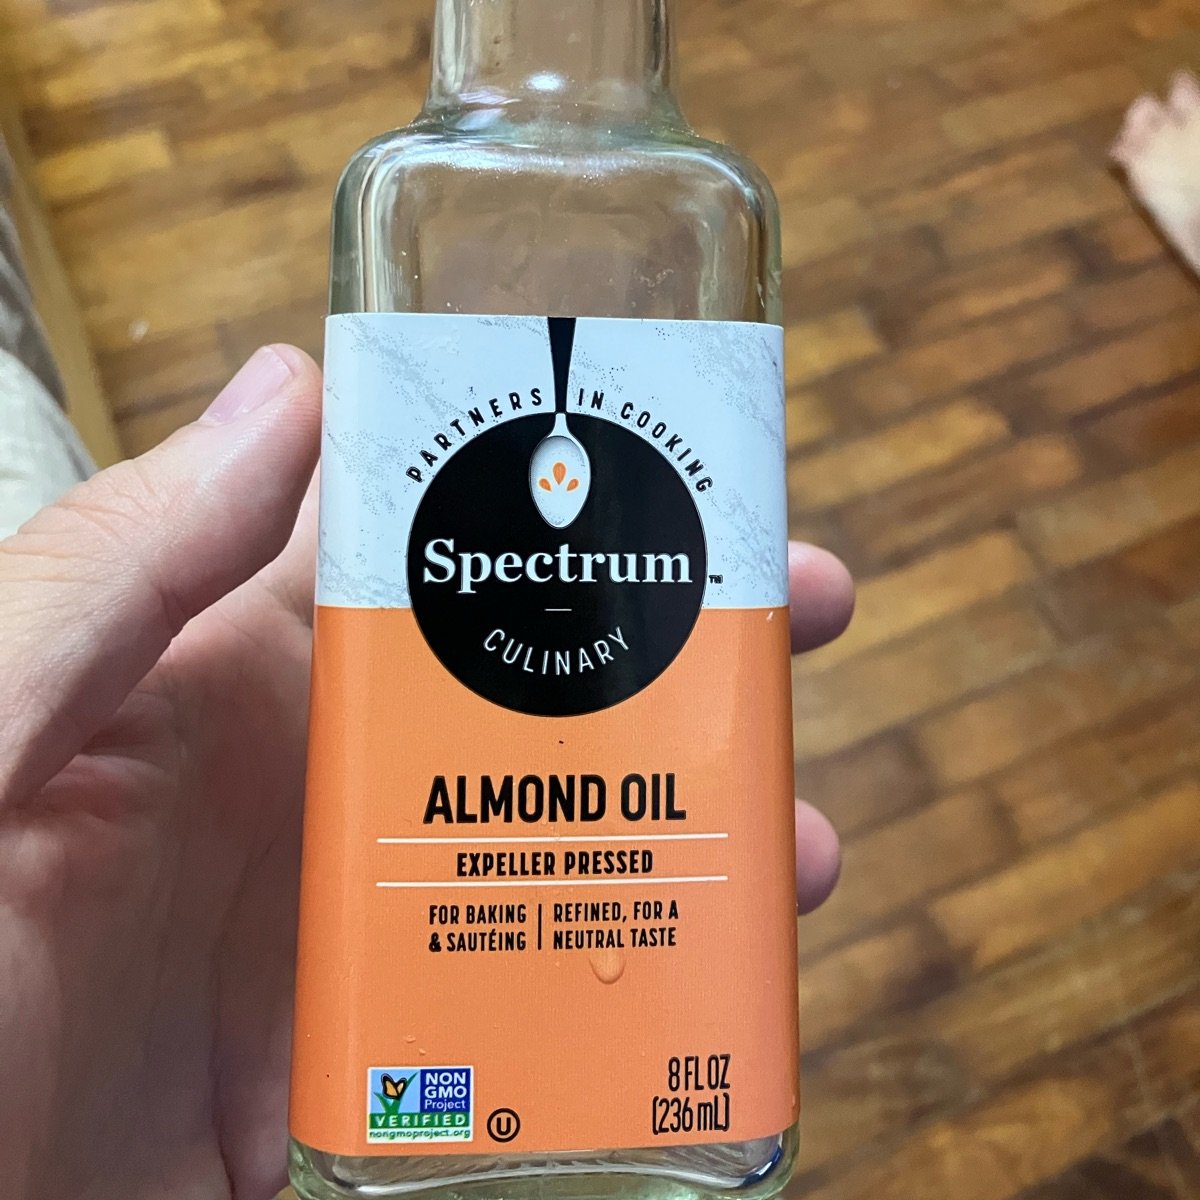 PARTNERS IN COOKING
Spectrum™
CULINARY
ALMOND OIL
EXPELLER PRESSED
FOR BAKING
& SAUTÉING
REFINED, FOR A
NEUTRAL TASTE
NON
GMO
Project
VERIFIED
nongmoproject.org
U
8 FL OZ
(236 mL)